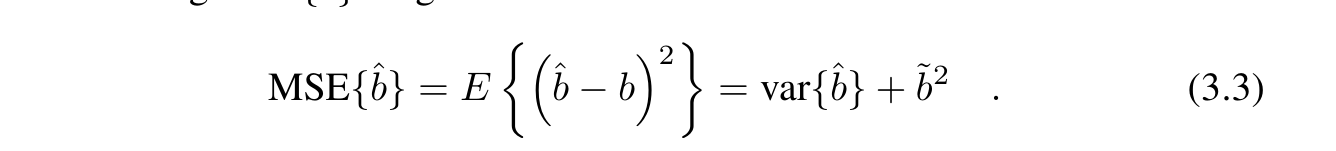 MSE{b̂} = E{(b̂ − b)²} = var{b̂} + b̃² . (3.3)